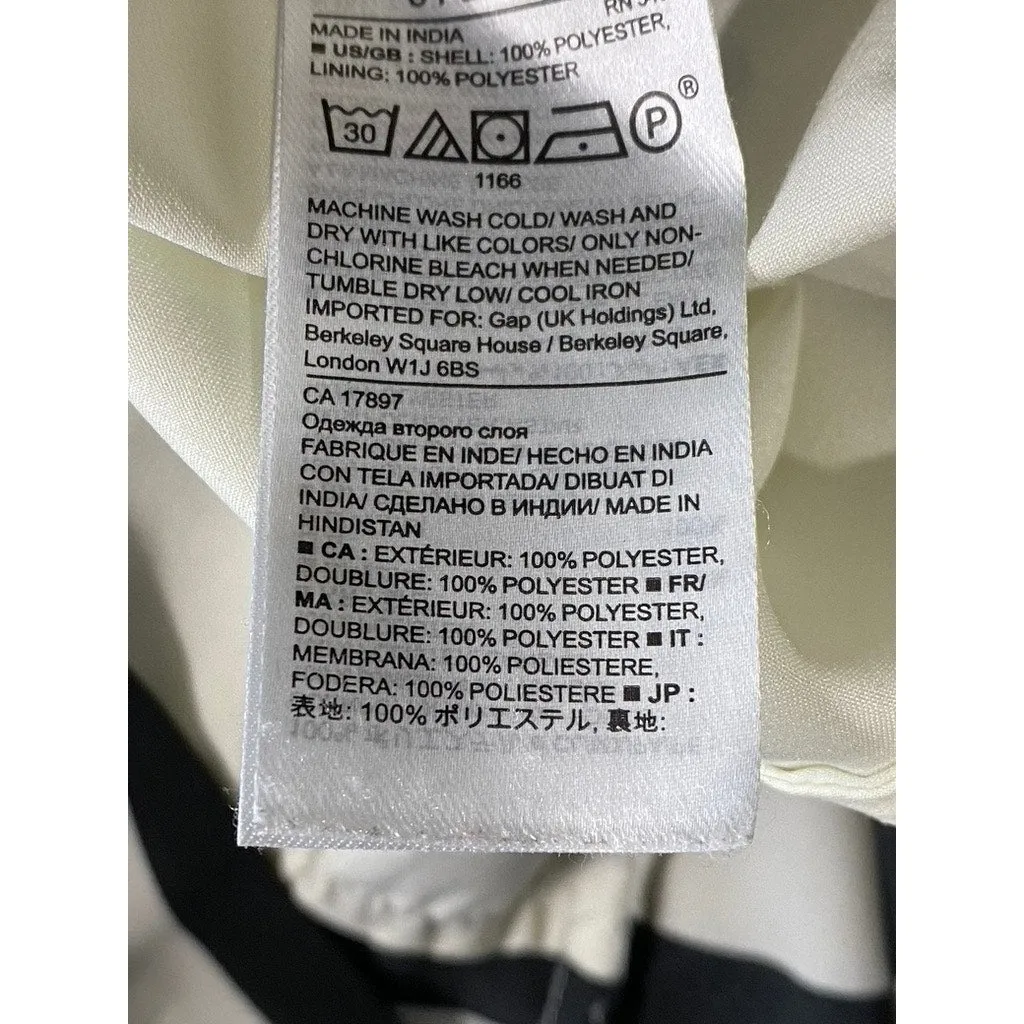 MADE IN INDIA
■ US/GB : SHELL: 100% POLYESTER,
LINING: 100% POLYESTER
30 P ®
1166
MACHINE WASH COLD/ WASH AND
DRY WITH LIKE COLORS/ ONLY NON-
CHLORINE BLEACH WHEN NEEDED/
TUMBLE DRY LOW/ COOL IRON
IMPORTED FOR: Gap (UK Holdings) Ltd,
Berkeley Square House / Berkeley Square,
London W1J 6BS
CA 17897
Одежда второго слоя
FABRIQUE EN INDE/ HECHO EN INDIA
CON TELA IMPORTADA/ DIBUAT DI
INDIA/ СДЕЛАНО В ИНДИИ/ MADE IN
HINDISTAN
■ CA : EXTÉRIEUR: 100% POLYESTER,
DOUBLURE: 100% POLYESTER ■ FR/
MA : EXTÉRIEUR: 100% POLYESTER,
DOUBLURE: 100% POLYESTER ■ IT :
MEMBRANA: 100% POLIESTERE,
FODERA: 100% POLIESTERE ■ JP :
表地: 100% ポリエステル, 裏地: